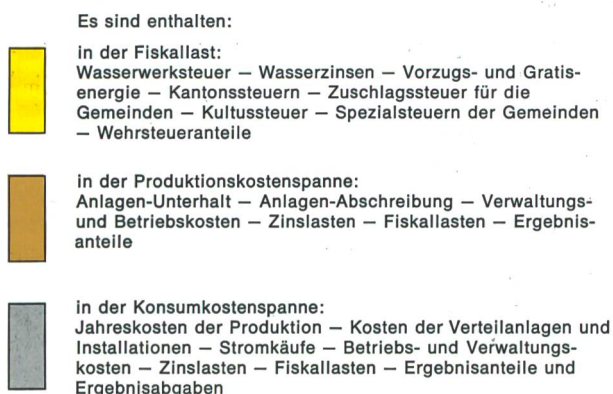 Es sind enthalten:
in der Fiskallast:
Wasserwerksteuer — Wasserzinsen — Vorzugs- und Gratis-
energie — Kantonssteuern — Zuschlagssteuer für die
Gemeinden — Kultussteuer — Spezialsteuern der Gemeinden
— Wehrsteueranteile
in der Produktionskostenspanne:
Anlagen-Unterhalt — Anlagen-Abschreibung — Verwaltungs-
und Betriebskosten — Zinslasten — Fiskallasten — Ergebnis-
anteile
in der Konsumkostenspanne:
Jahreskosten der Produktion — Kosten der Verteilanlagen und
Installationen — Stromkäufe — Betriebs- und Verwaltungs-
kosten — Zinslasten — Fiskallasten — Ergebnisanteile und
Ergebnisabgaben